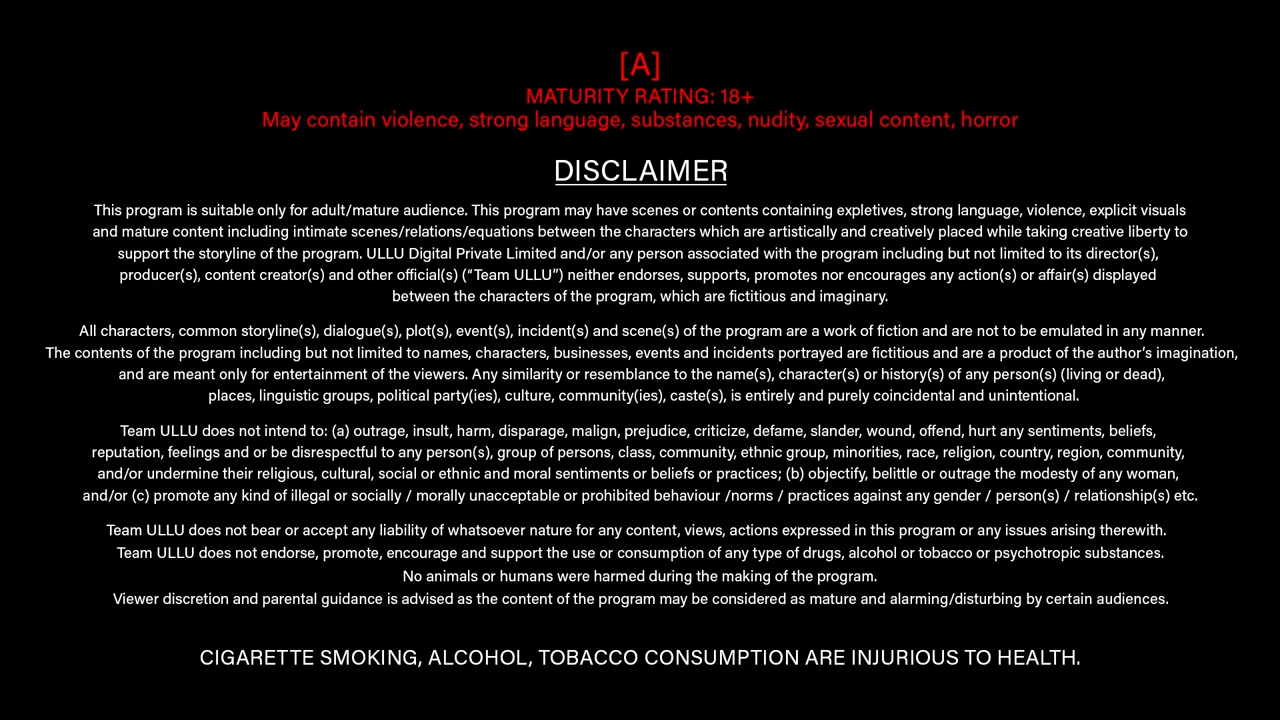 [A]
MATURITY RATING: 18+
May contain violence, strong language, substances, nudity, sexual content, horror
DISCLAIMER
This program is suitable only for adult/mature audience. This program may have scenes or contents containing expletives, strong language, violence, explicit visuals
and mature content including intimate scenes/relations/equations between the characters which are artistically and creatively placed while taking creative liberty to
support the storyline of the program. ULLU Digital Private Limited and/or any person associated with the program including but not limited to its director(s),
producer(s), content creator(s) and other official(s) (“Team ULLU”) neither endorses, supports, promotes nor encourages any action(s) or affair(s) displayed
between the characters of the program, which are fictitious and imaginary.
All characters, common storyline(s), dialogue(s), plot(s), event(s), incident(s) and scene(s) of the program are a work of fiction and are not to be emulated in any manner.
The contents of the program including but not limited to names, characters, businesses, events and incidents portrayed are fictitious and are a product of the author’s imagination,
and are meant only for entertainment of the viewers. Any similarity or resemblance to the name(s), character(s) or history(s) of any person(s) (living or dead),
places, linguistic groups, political party(ies), culture, community(ies), caste(s), is entirely and purely coincidental and unintentional.
Team ULLU does not intend to: (a) outrage, insult, harm, disparage, malign, prejudice, criticize, defame, slander, wound, offend, hurt any sentiments, beliefs,
reputation, feelings and or be disrespectful to any person(s), group of persons, class, community, ethnic group, minorities, race, religion, country, region, community,
and/or undermine their religious, cultural, social or ethnic and moral sentiments or beliefs or practices; (b) objectify, belittle or outrage the modesty of any woman,
and/or (c) promote any kind of illegal or socially / morally unacceptable or prohibited behaviour /norms / practices against any gender / person(s) / relationship(s) etc.
Team ULLU does not bear or accept any liability of whatsoever nature for any content, views, actions expressed in this program or any issues arising therewith.
Team ULLU does not endorse, promote, encourage and support the use or consumption of any type of drugs, alcohol or tobacco or psychotropic substances.
No animals or humans were harmed during the making of the program.
Viewer discretion and parental guidance is advised as the content of the program may be considered as mature and alarming/disturbing by certain audiences.
CIGARETTE SMOKING, ALCOHOL, TOBACCO CONSUMPTION ARE INJURIOUS TO HEALTH.